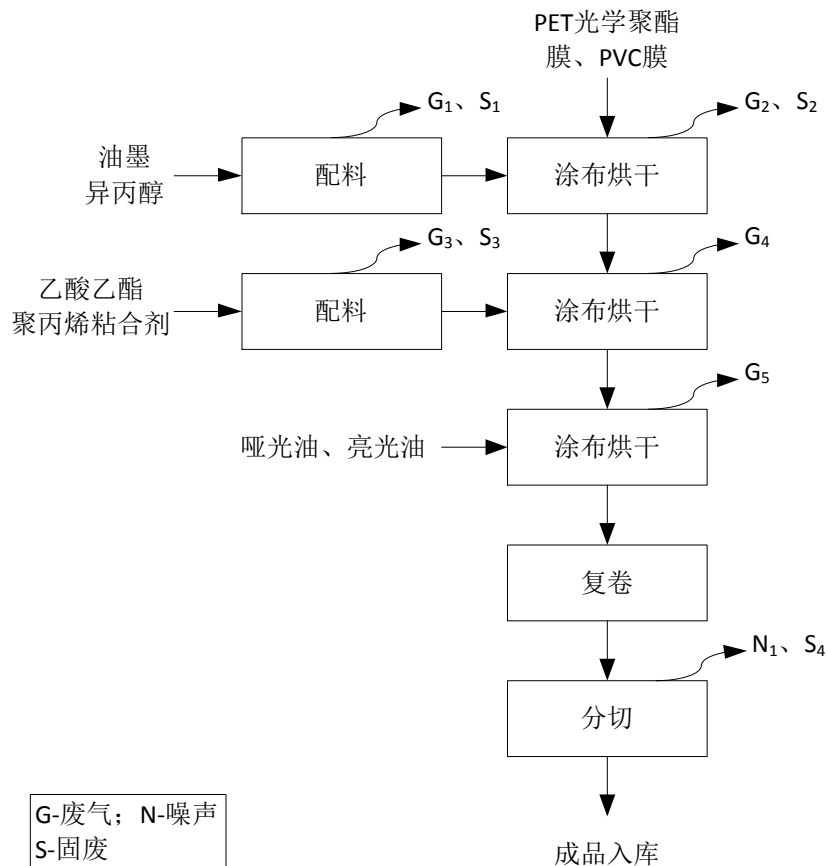 PET光学聚酯
膜、PVC膜
G₁、S₁
G₂、S₂
油墨
异丙醇
配料
涂布烘干
G₃、S₃
G₄
乙酸乙酯
聚丙烯粘合剂
配料
涂布烘干
G₅
哑光油、亮光油
涂布烘干
复卷
N₁、S₄
分切
G-废气；N-噪声
S-固废
成品入库